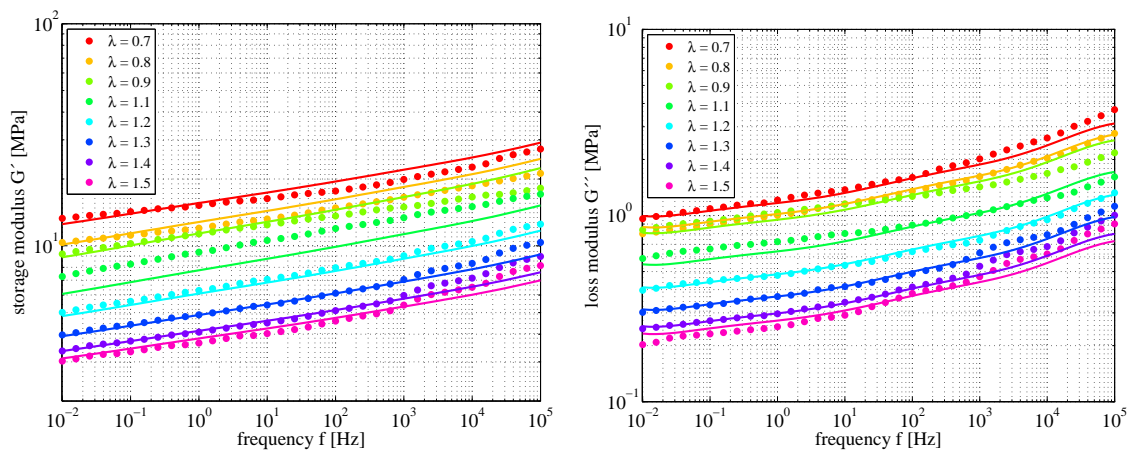 10^2
λ = 0.7
λ = 0.8
λ = 0.9
λ = 1.1
λ = 1.2
λ = 1.3
λ = 1.4
λ = 1.5
storage modulus G´ [MPa]
10^1
10^-2 10^-1 10^0 10^1 10^2 10^3 10^4 10^5
frequency f [Hz]
10^1
λ = 0.7
λ = 0.8
λ = 0.9
λ = 1.1
λ = 1.2
λ = 1.3
λ = 1.4
λ = 1.5
loss modulus G´´ [MPa]
10^0
10^-1
10^-2 10^-1 10^0 10^1 10^2 10^3 10^4 10^5
frequency f [Hz]